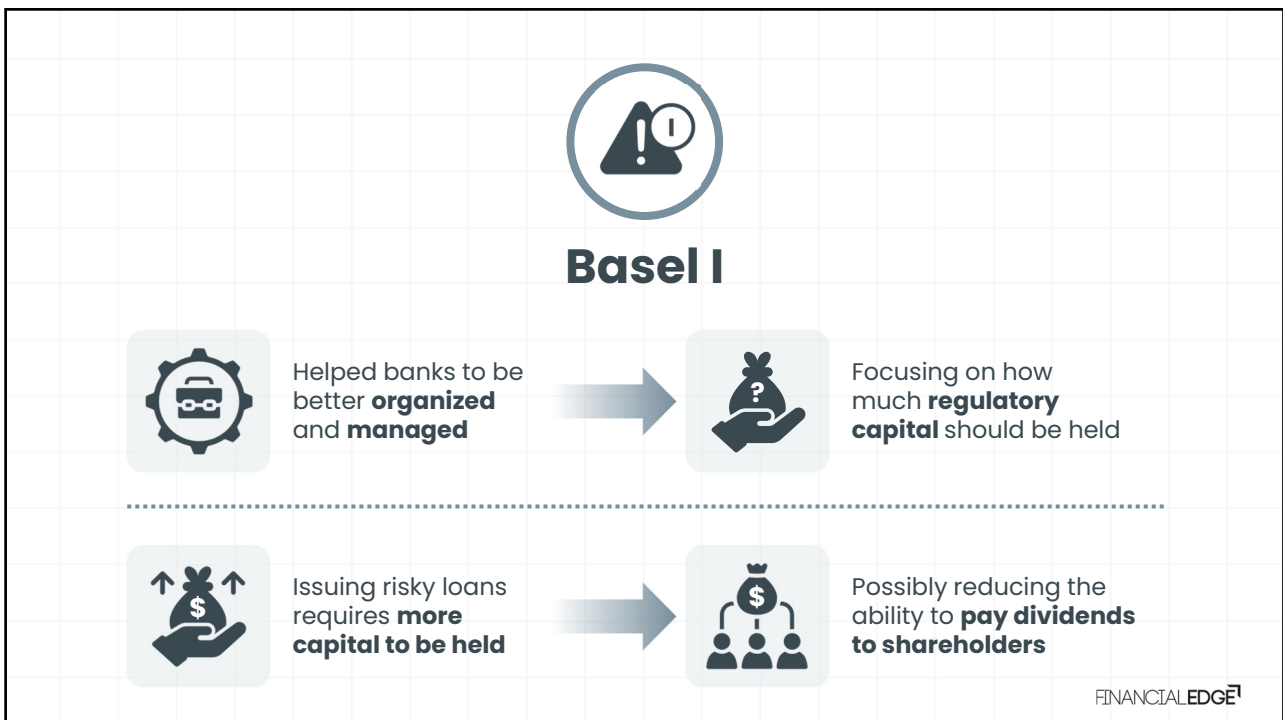 I
Basel I
Helped banks to be
better organized
and managed
?
Focusing on how
much regulatory
capital should be held
$
Issuing risky loans
requires more
capital to be held
$
Possibly reducing the
ability to pay dividends
to shareholders
FINANCIALEDGE